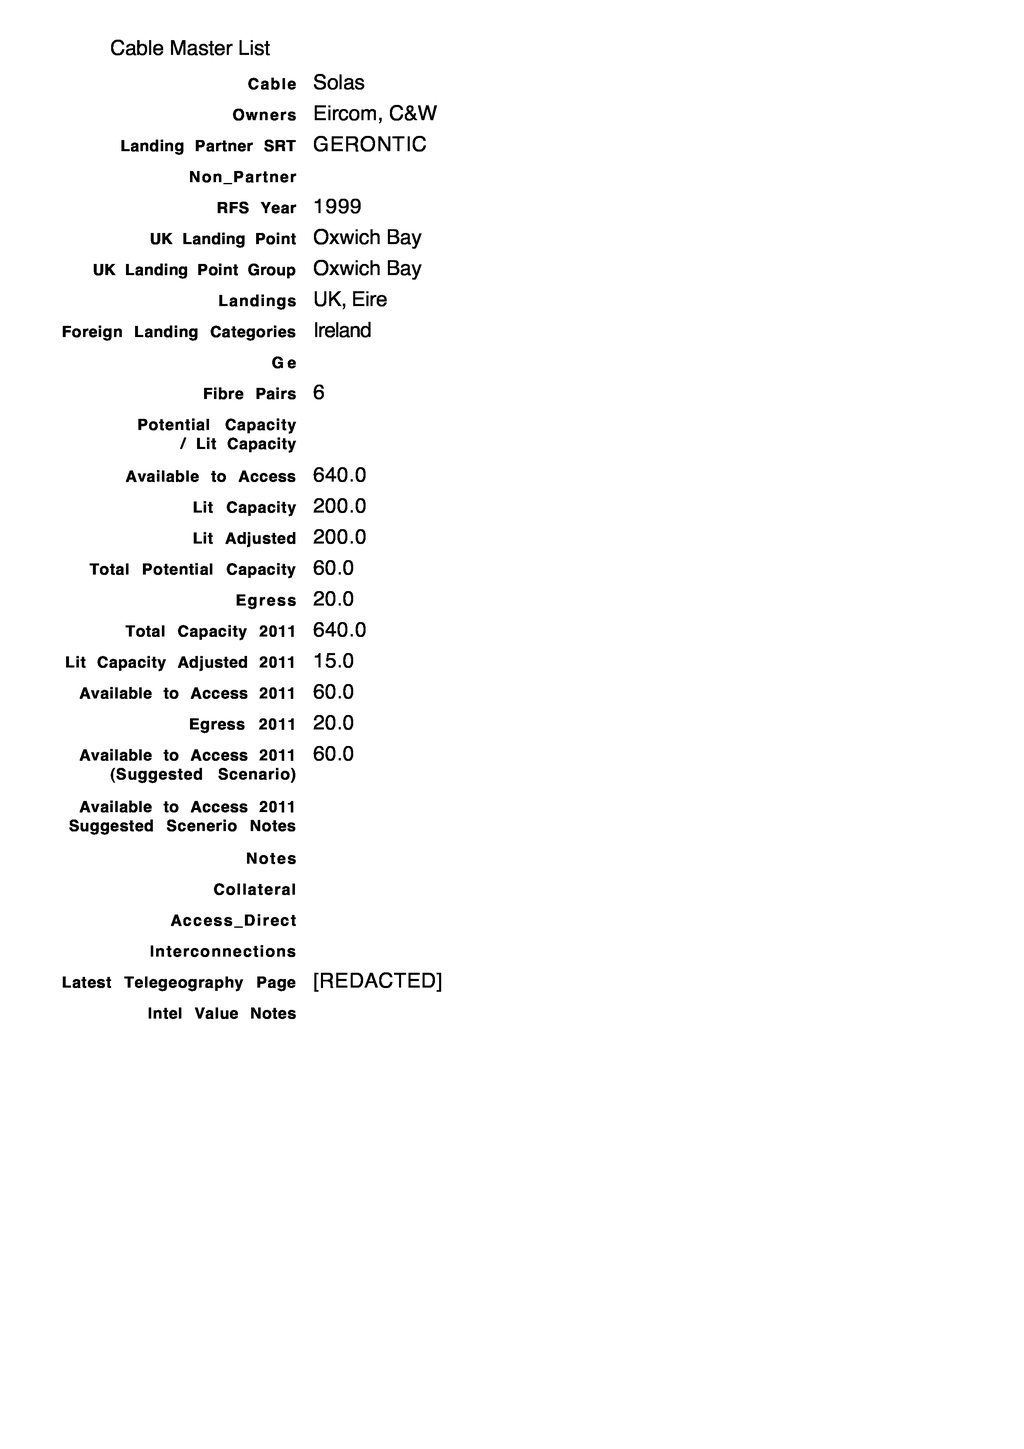 Cable Master List
Cable Solas
Owners Eircom, C&W
Landing Partner SRT GERONTIC
Non_Partner
RFS Year 1999
UK Landing Point Oxwich Bay
UK Landing Point Group Oxwich Bay
Landings UK, Eire
Foreign Landing Categories Ireland
Ge
Fibre Pairs 6
Potential Capacity
/ Lit Capacity
Available to Access 640.0
Lit Capacity 200.0
Lit Adjusted 200.0
Total Potential Capacity 60.0
Egress 20.0
Total Capacity 2011 640.0
Lit Capacity Adjusted 2011 15.0
Available to Access 2011 60.0
Egress 2011 20.0
Available to Access 2011 60.0
(Suggested Scenario)
Available to Access 2011
Suggested Scenerio Notes
Notes
Collateral
Access_Direct
Interconnections
Latest Telegeography Page [REDACTED]
Intel Value Notes